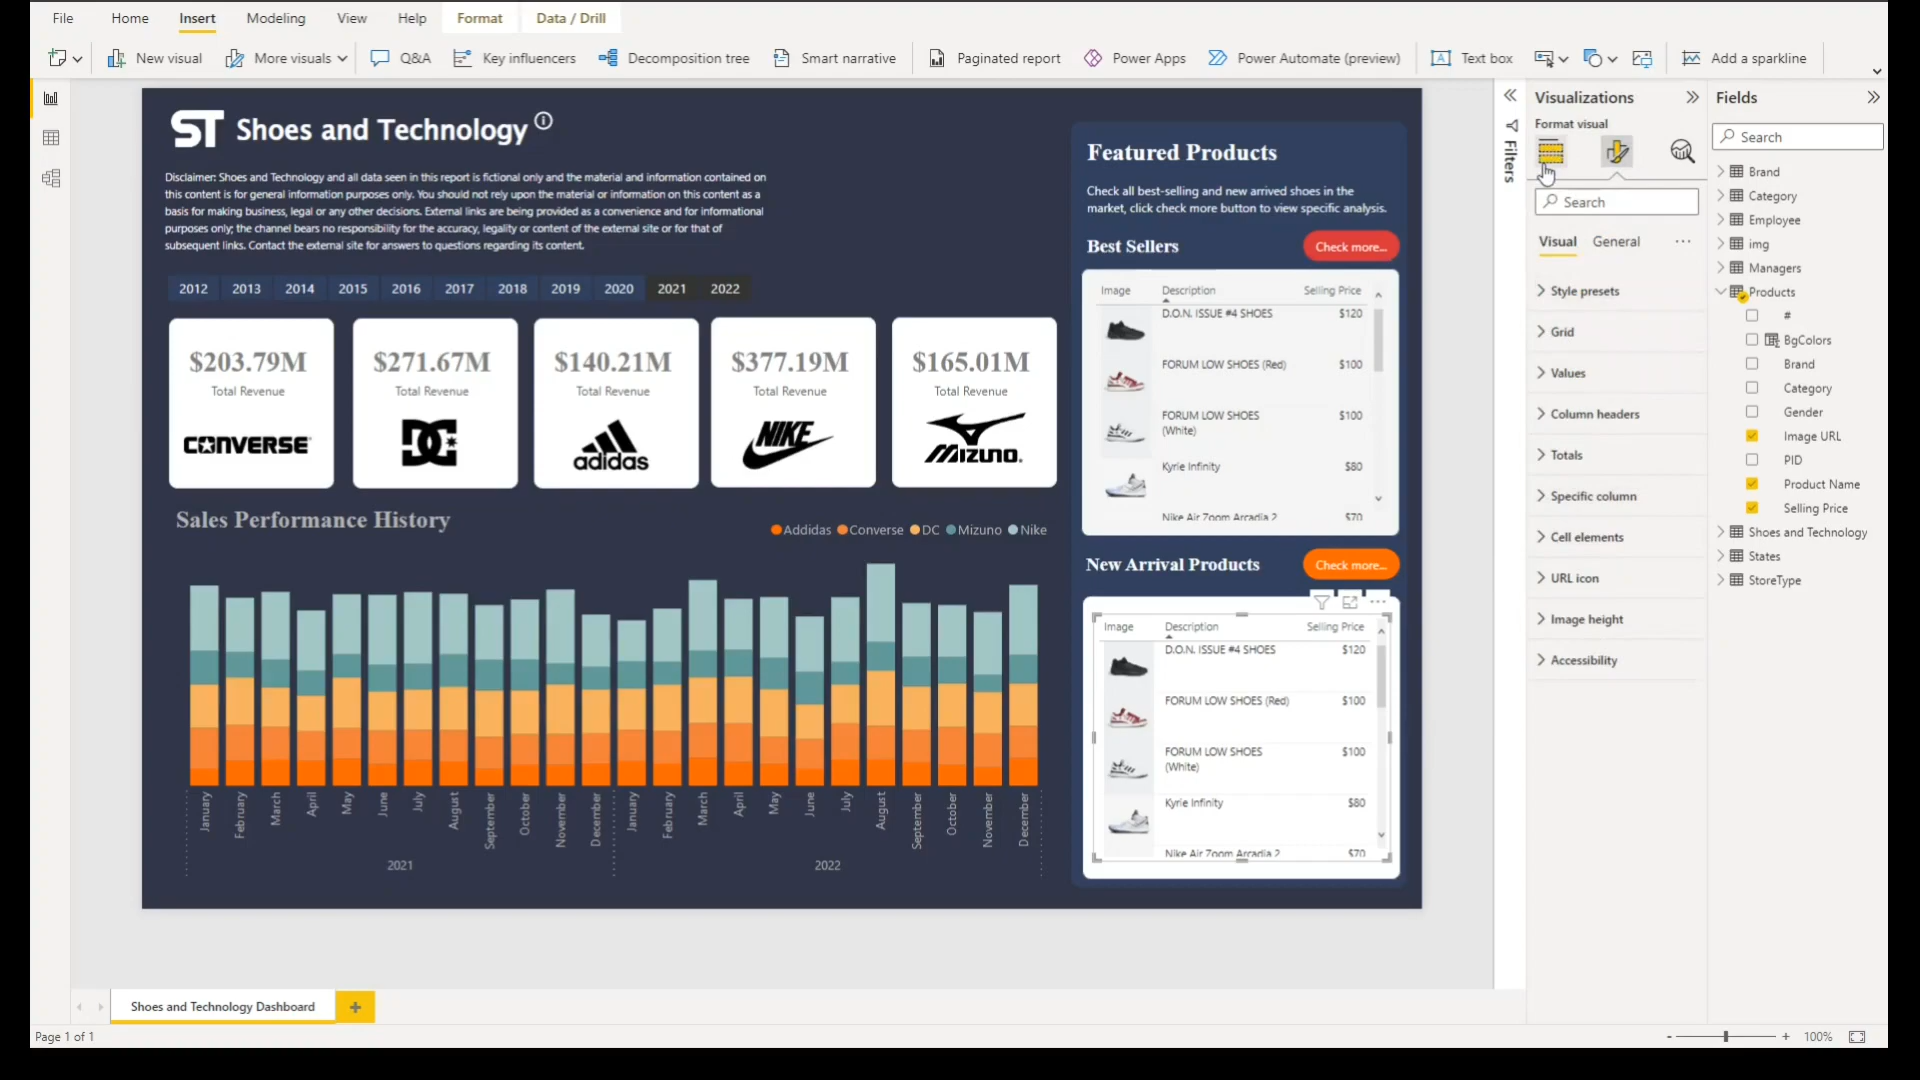 File Home Insert Modeling View Help Format Data / Drill
New visual More visuals Q&A Key influencers Decomposition tree Smart narrative Paginated report Power Apps Power Automate (preview) Text box Add a sparkline
ST Shoes and Technology
Disclaimer: Shoes and Technology and all data seen in this report is fictional only and the material and information contained on
this content is for general information purposes only. You should not rely upon the material or information on this content as a
basis for making business, legal or any other decisions. External links are being provided as a convenience and for informational
purposes only; the channel bears no responsibility for the accuracy, legality or content of the external site or for that of
subsequent links. Contact the external site for answers to questions regarding its content.
2012 2013 2014 2015 2016 2017 2018 2019 2020 2021 2022
$203.79M
Total Revenue
CONVERSE
$271.67M
Total Revenue
DC
$140.21M
Total Revenue
adidas
$377.19M
Total Revenue
NIKE
$165.01M
Total Revenue
MIZUNO
Sales Performance History
Addidas Converse DC Mizuno Nike
January February March April May June July August September October November December January February March April May June July August September October November December
2021 2022
Featured Products
Check all best-selling and new arrived shoes in the
market, click check more button to view specific analysis.
Best Sellers Check more...
Image Description Selling Price
D.O.N. ISSUE #4 SHOES $120
FORUM LOW SHOES (Red) $100
FORUM LOW SHOES $100
(White)
Kyrie Infinity $80
Nike Air Zoom Arcadia 2 $70
New Arrival Products Check more...
Image Description Selling Price
D.O.N. ISSUE #4 SHOES $120
FORUM LOW SHOES (Red) $100
FORUM LOW SHOES $100
(White)
Kyrie Infinity $80
Nike Air Zoom Arcadia 2 $70
Filters
Visualizations
Format visual
Search
Visual General
Style presets
Grid
Values
Column headers
Totals
Specific column
Cell elements
URL icon
Image height
Accessibility
Fields
Search
Brand
Category
Employee
img
Managers
Products
#
BgColors
Brand
Category
Gender
Image URL
PID
Product Name
Selling Price
Shoes and Technology
States
StoreType
Shoes and Technology Dashboard
Page 1 of 1
- + 100%